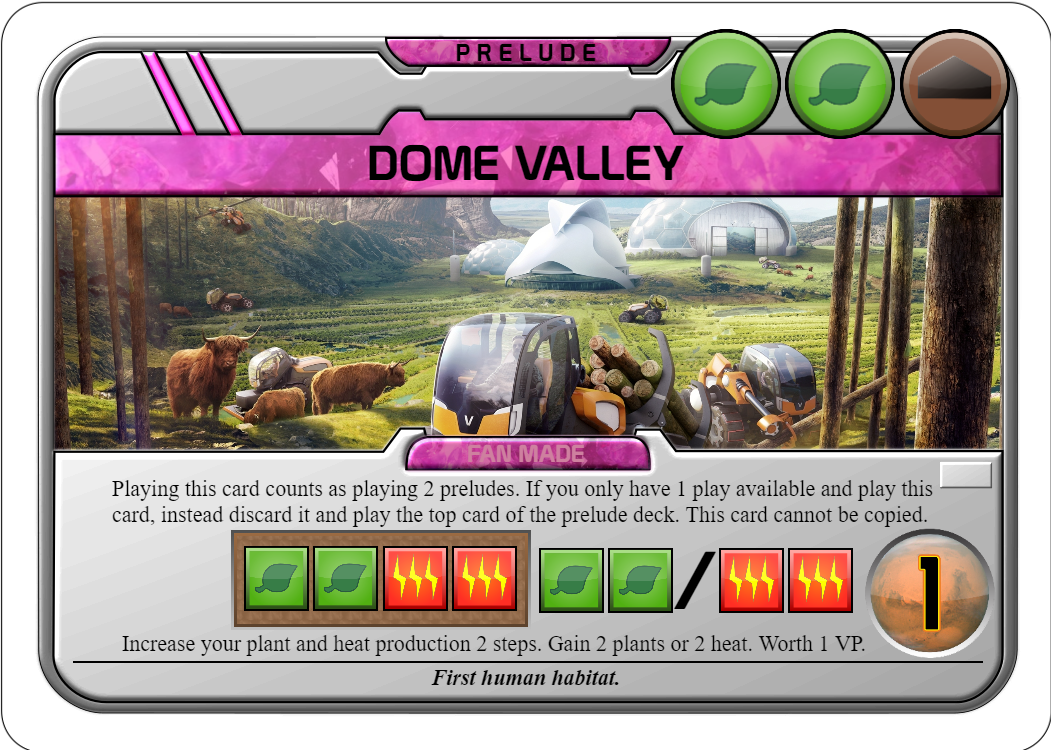 PRELUDE
DOME VALLEY
V
FAN MADE
Playing this card counts as playing 2 preludes. If you only have 1 play available and play this
card, instead discard it and play the top card of the prelude deck. This card cannot be copied.
/
1
Increase your plant and heat production 2 steps. Gain 2 plants or 2 heat. Worth 1 VP.
First human habitat.